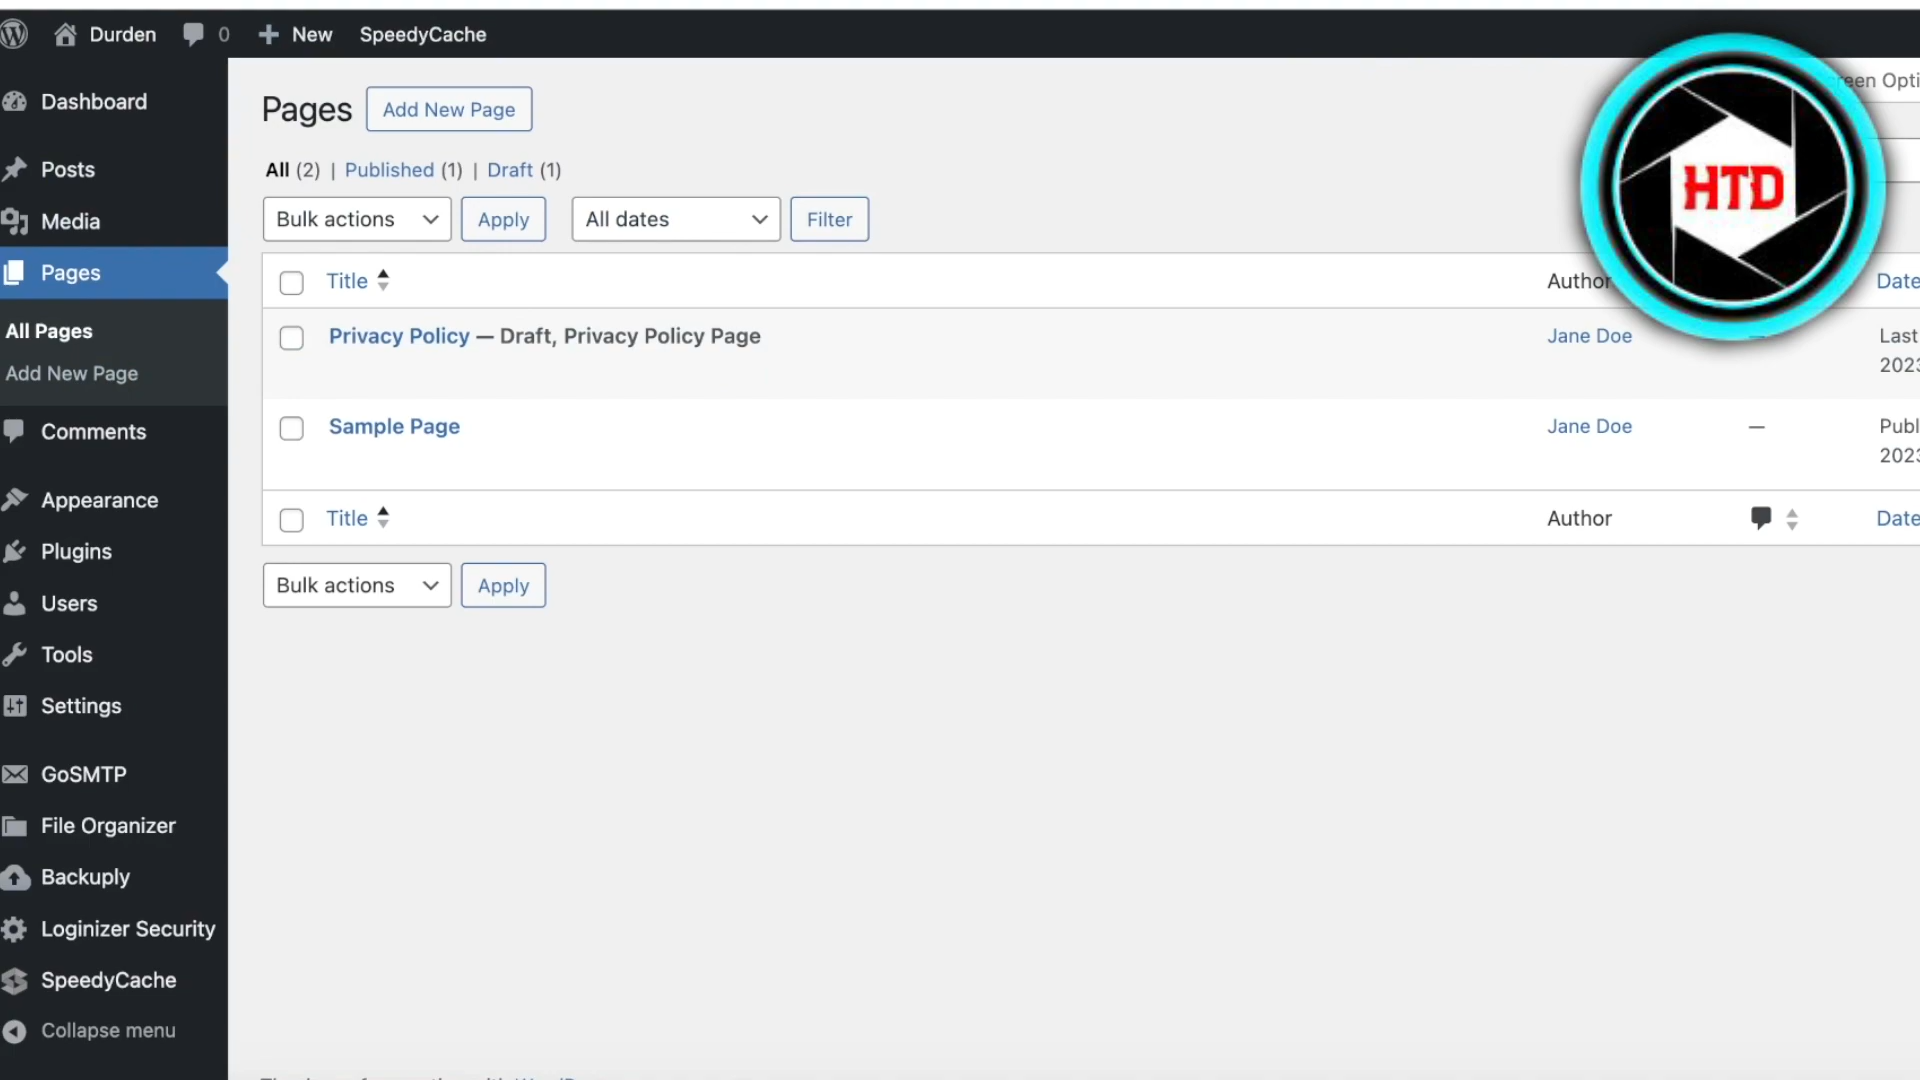 Durden 0 New SpeedyCache
Dashboard
Posts
Media
Pages
All Pages
Add New Page
Comments
Appearance
Plugins
Users
Tools
Settings
GoSMTP
File Organizer
Backuply
Loginizer Security
SpeedyCache
Collapse menu
Pages Add New Page
All (2) | Published (1) | Draft (1)
Bulk actions Apply All dates Filter
Title Author Date
Privacy Policy — Draft, Privacy Policy Page Jane Doe — Last
2023
Sample Page Jane Doe — Publ
2023
Title Author Date
Bulk actions Apply
HTD